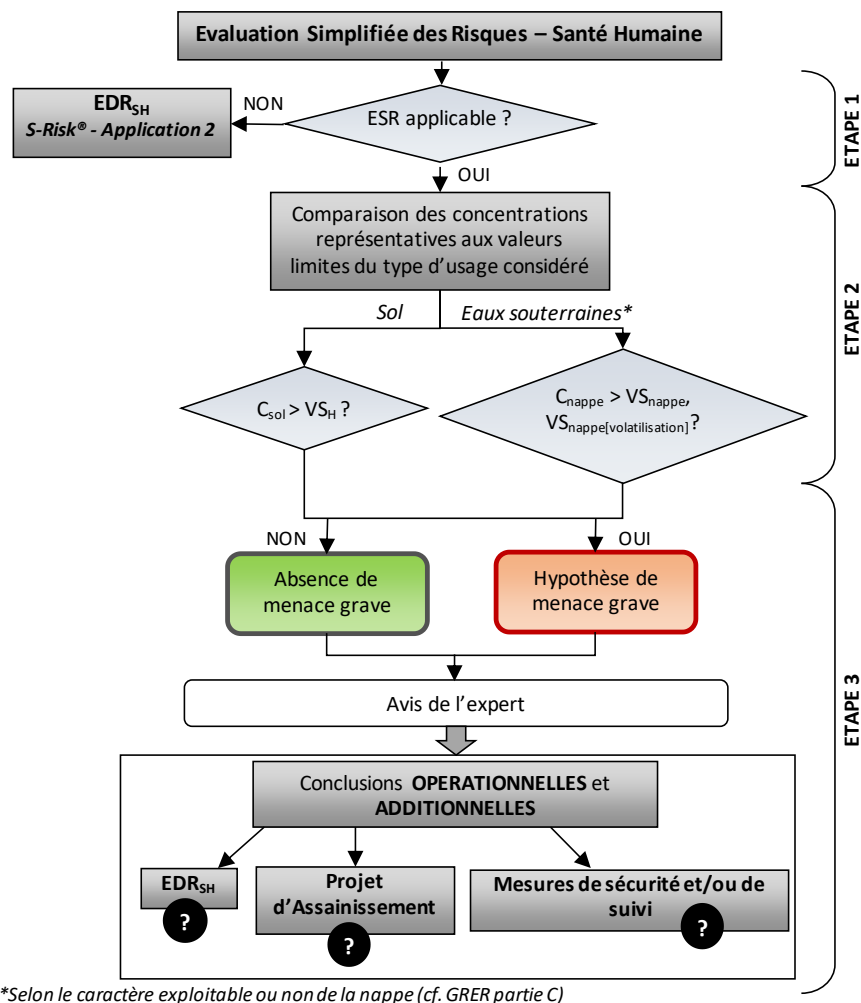 Evaluation Simplifiée des Risques – Santé Humaine
EDRSH
S-Risk® - Application 2
NON
ESR applicable ?
OUI
ETAPE 1
Comparaison des concentrations
représentatives aux valeurs
limites du type d'usage considéré
Sol
Eaux souterraines*
ETAPE 2
Csol > VSH ?
Cnappe > VSnappe,
VSnappe[volatilisation]?
NON
OUI
Absence de
menace grave
Hypothèse de
menace grave
Avis de l'expert
ETAPE 3
Conclusions OPERATIONNELLES et
ADDITIONNELLES
EDRSH
?
Projet
d'Assainissement
?
Mesures de sécurité et/ou de
suivi
?
*Selon le caractère exploitable ou non de la nappe (cf. GRER partie C)